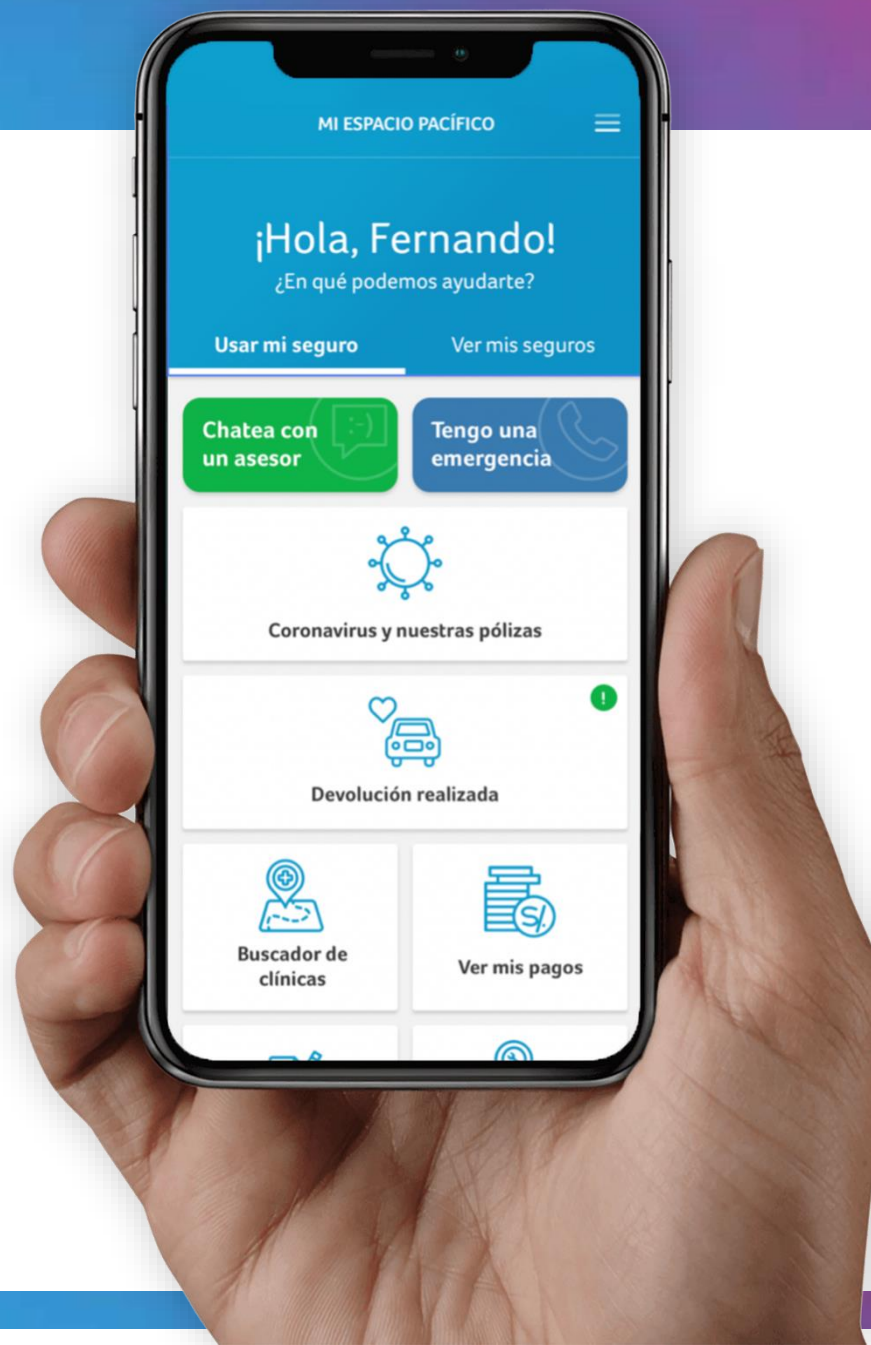 MI ESPACIO PACÍFICO
¡Hola, Fernando!
¿En qué podemos ayudarte?
Usar mi seguro
Ver mis seguros
Chatea con
un asesor
Tengo una
emergencia
Coronavirus y nuestras pólizas
!
Devolución realizada
Buscador de
clínicas
S/.
Ver mis pagos